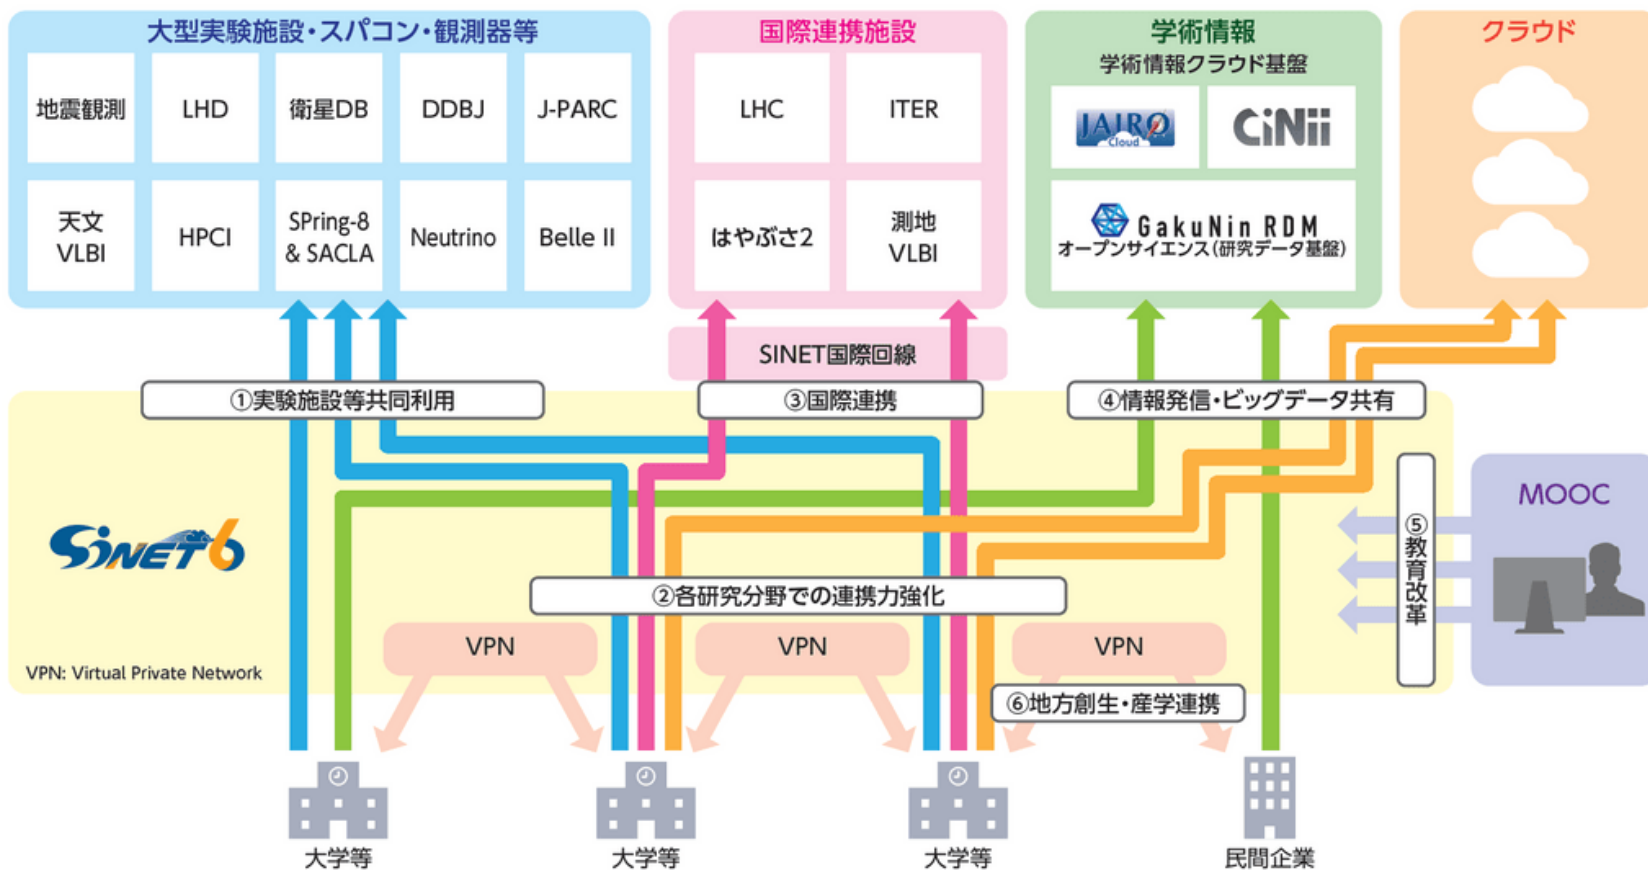 大型実験施設・スパコン・観測器等
地震観測
LHD
衛星DB
DDBJ
J-PARC
天文
VLBI
HPCI
SPring-8
& SACLA
Neutrino
Belle II
国際連携施設
LHC
ITER
はやぶさ2
測地
VLBI
学術情報
学術情報クラウド基盤
JAIRO
Cloud
CiNii
GakuNin RDM
オープンサイエンス(研究データ基盤)
クラウド
SINET国際回線
①実験施設等共同利用
③国際連携
④情報発信・ビッグデータ共有
SINET6
⑤教育改革
MOOC
②各研究分野での連携力強化
VPN
VPN
VPN
VPN: Virtual Private Network
⑥地方創生・産学連携
大学等
大学等
大学等
民間企業